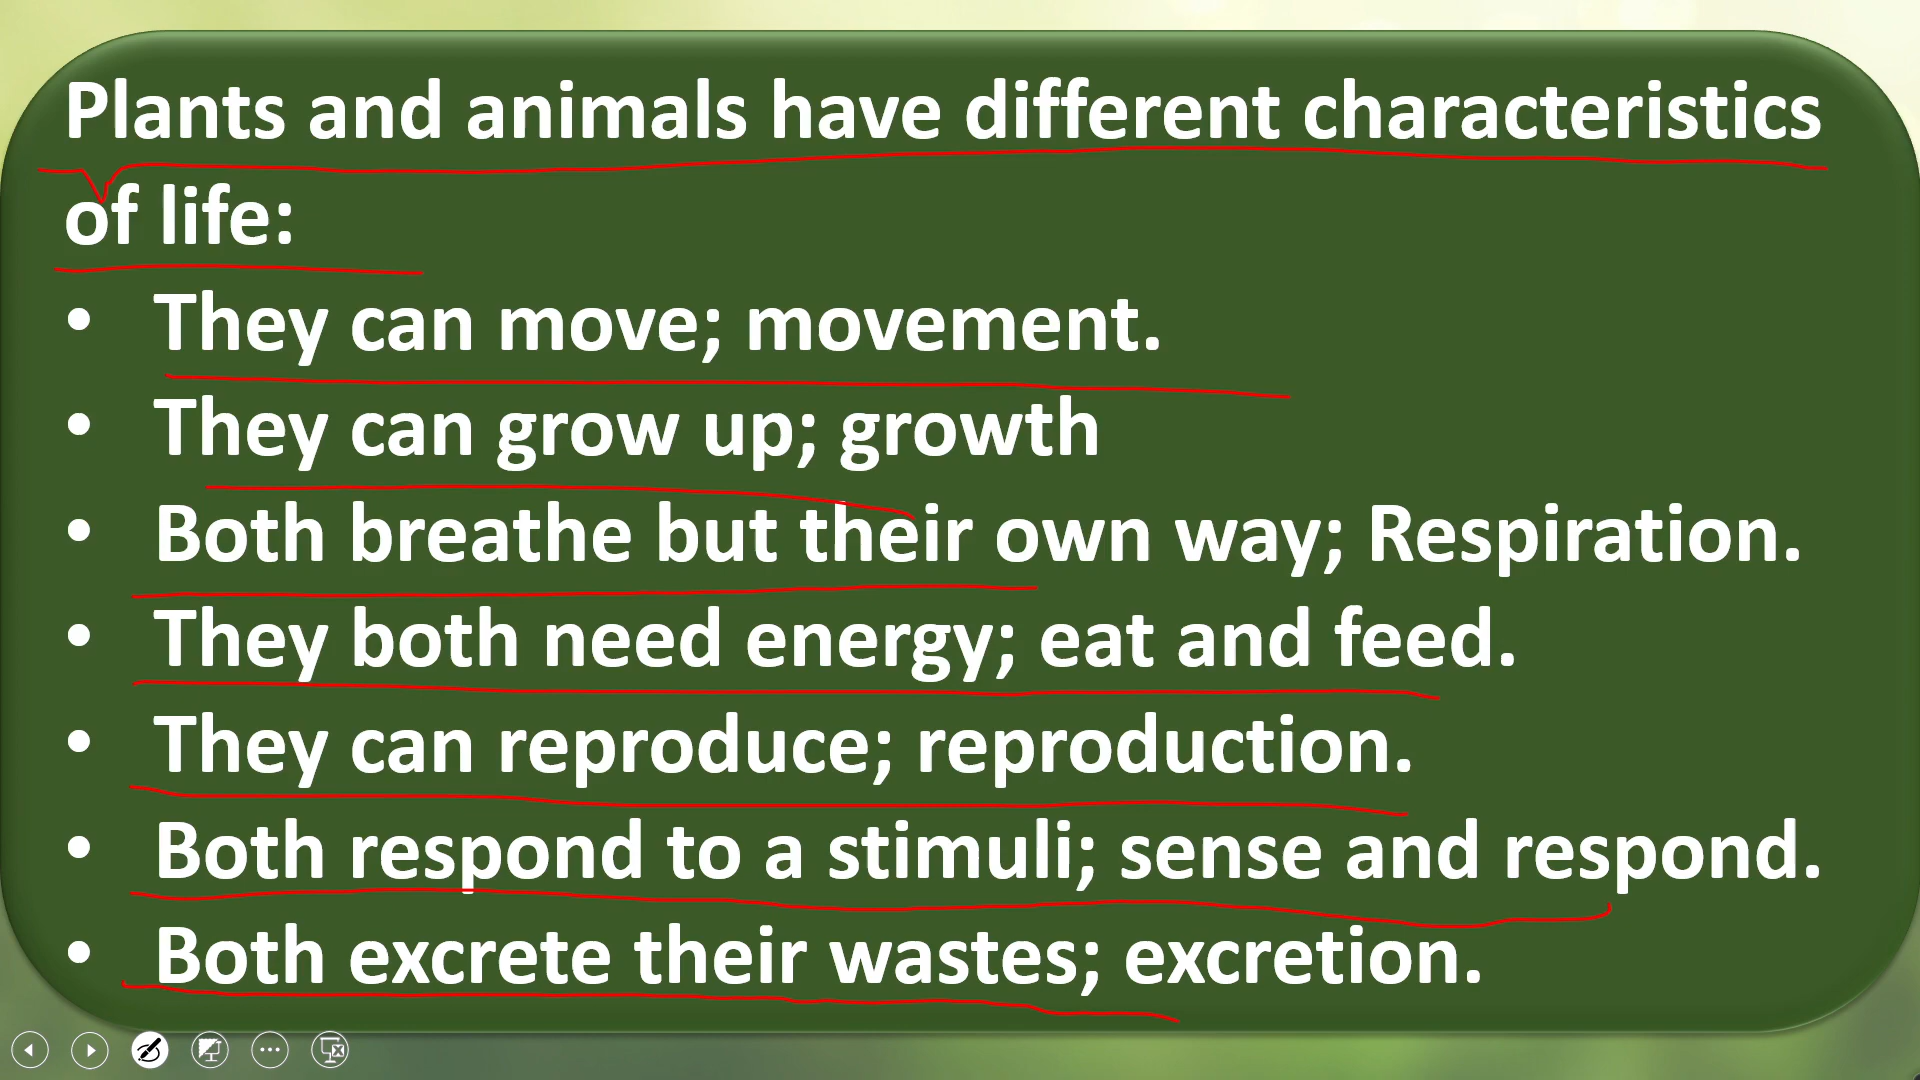 Plants and animals have different characteristics
of life:
• They can move; movement.
• They can grow up; growth
• Both breathe but their own way; Respiration.
• They both need energy; eat and feed.
• They can reproduce; reproduction.
• Both respond to a stimuli; sense and respond.
• Both excrete their wastes; excretion.